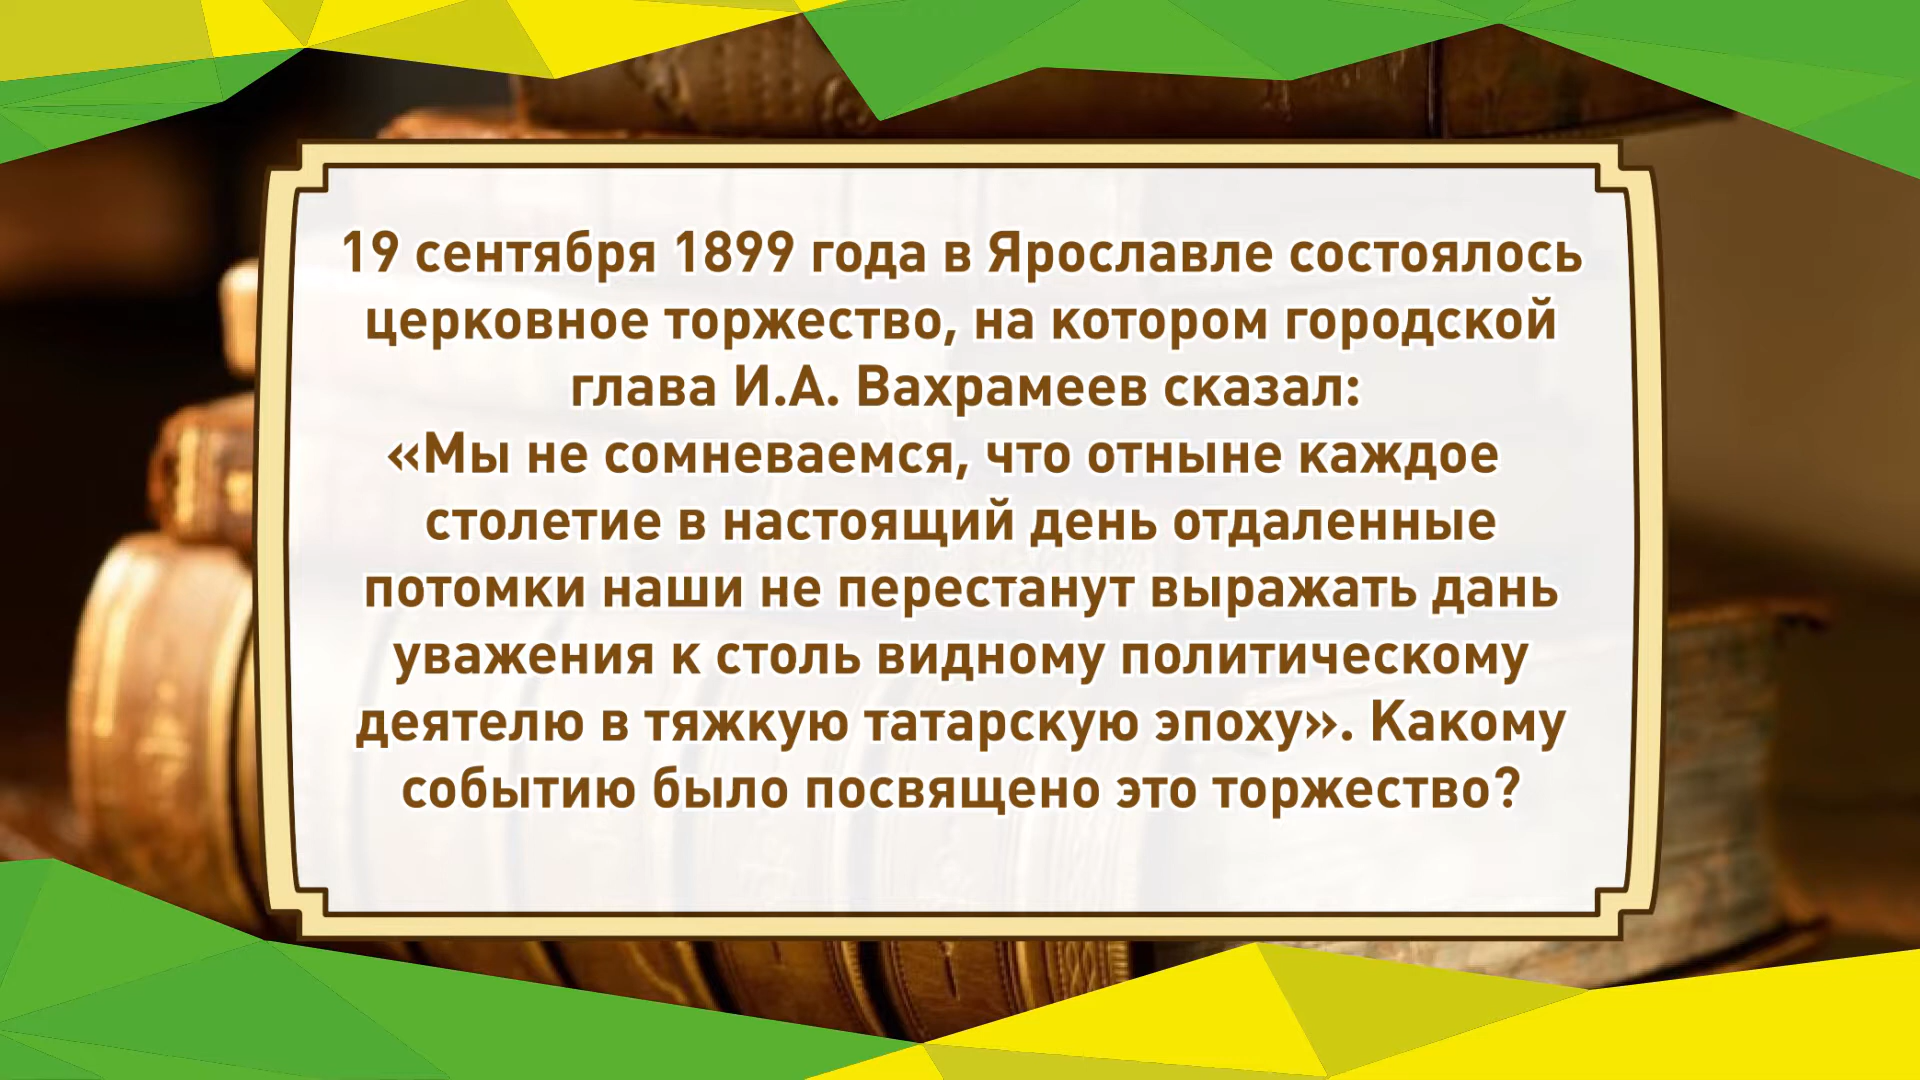 19 сентября 1899 года в Ярославле состоялось
церковное торжество, на котором городской
глава И.А. Вахрамеев сказал:
«Мы не сомневаемся, что отныне каждое
столетие в настоящий день отдаленные
потомки наши не перестанут выражать дань
уважения к столь видному политическому
деятелю в тяжкую татарскую эпоху». Какому
событию было посвящено это торжество?